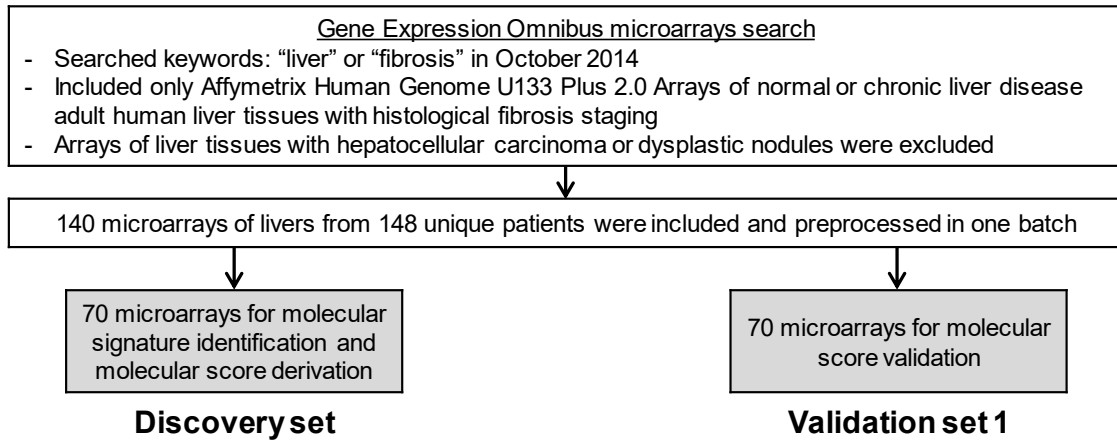 Gene Expression Omnibus microarrays search
- Searched keywords: “liver” or “fibrosis” in October 2014
- Included only Affymetrix Human Genome U133 Plus 2.0 Arrays of normal or chronic liver disease
adult human liver tissues with histological fibrosis staging
- Arrays of liver tissues with hepatocellular carcinoma or dysplastic nodules were excluded
140 microarrays of livers from 148 unique patients were included and preprocessed in one batch
70 microarrays for molecular
signature identification and
molecular score derivation
Discovery set
70 microarrays for molecular
score validation
Validation set 1